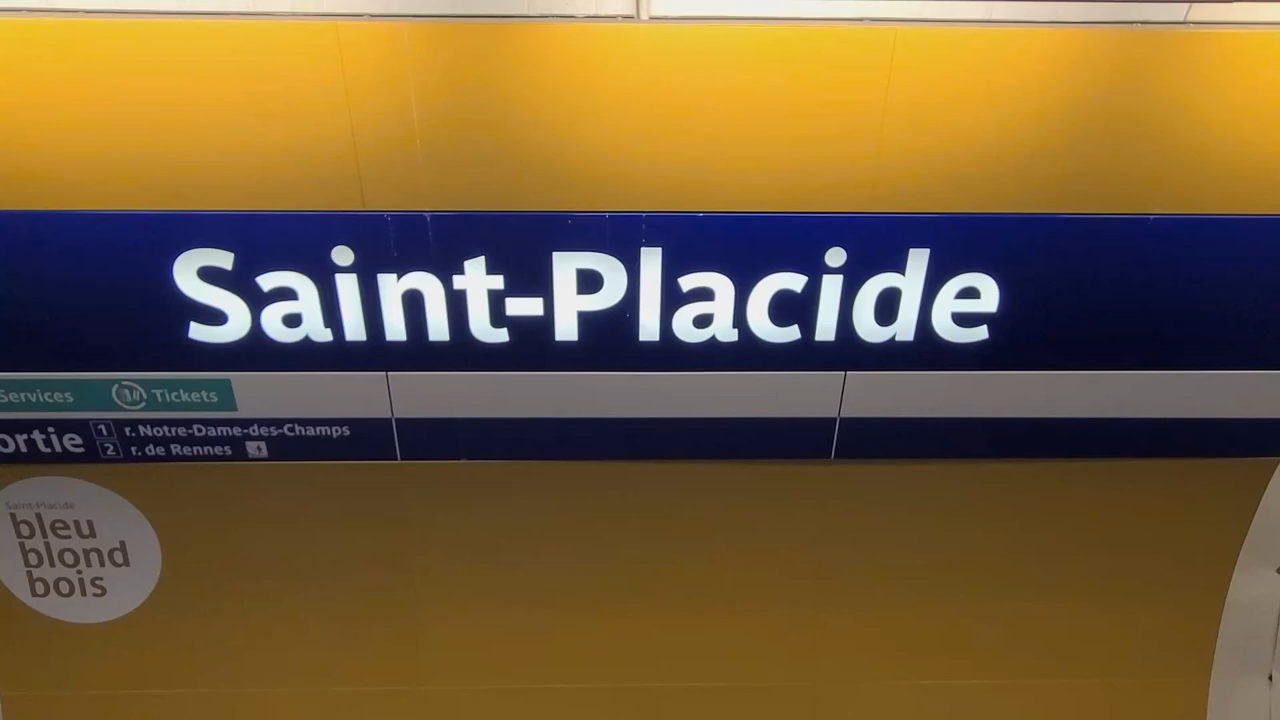 Saint-Placide
Services Tickets
ortie 1 r. Notre-Dame-des-Champs
2 r. de Rennes
Saint-Placide
bleu
blond
bois